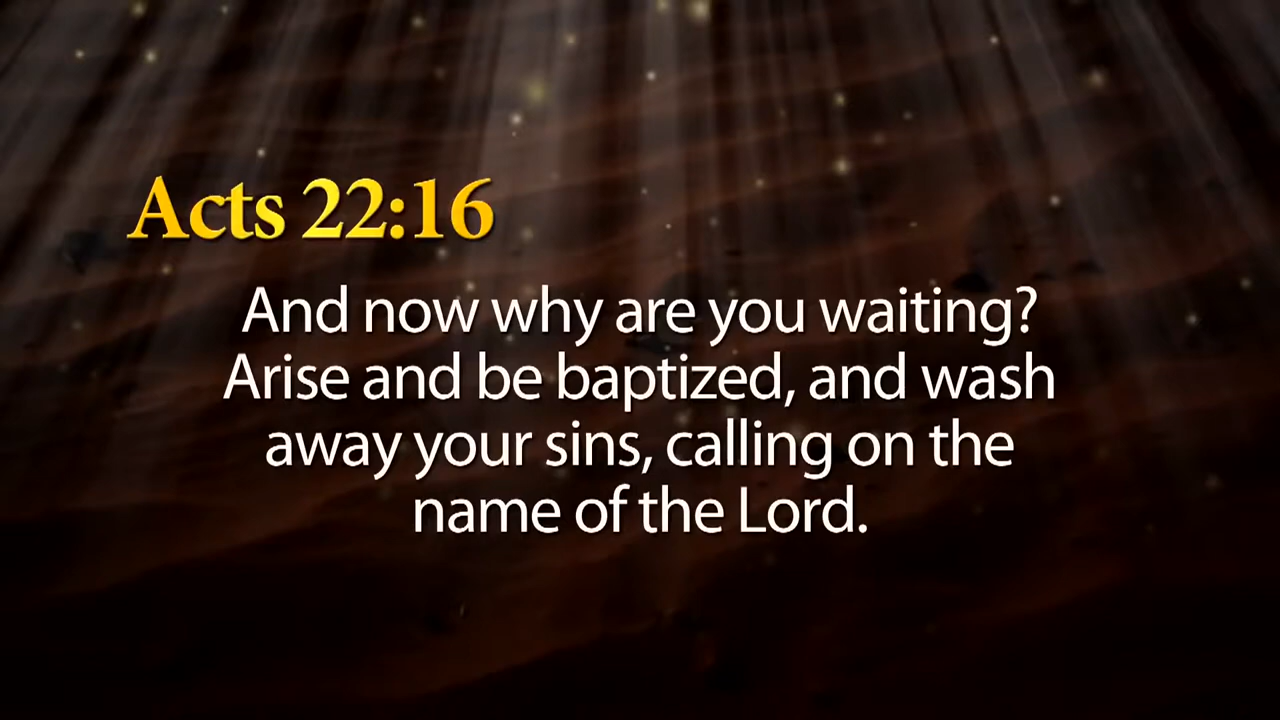 Acts 22:16
And now why are you waiting?
Arise and be baptized, and wash
away your sins, calling on the
name of the Lord.